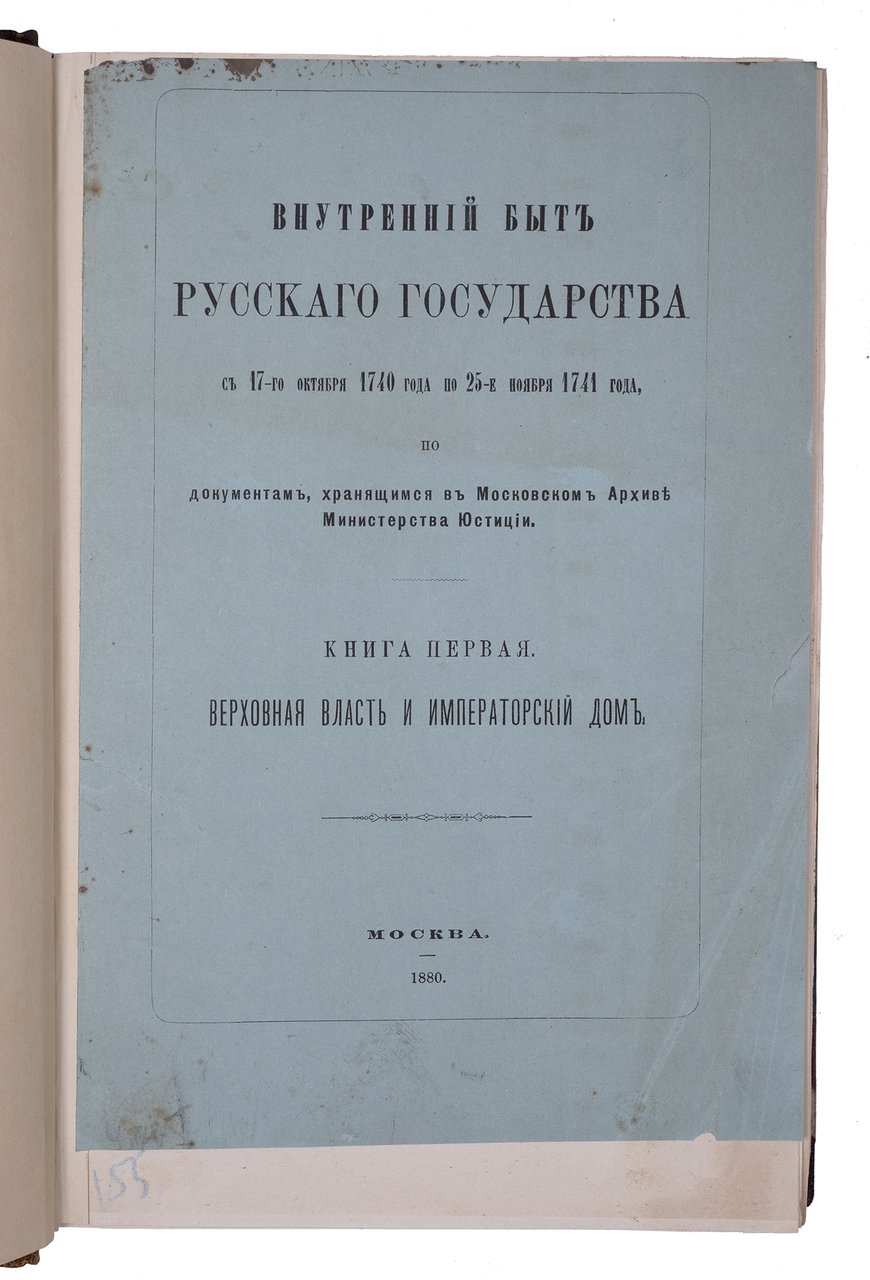 ВНУТРЕННІЙ БЫТЪ
РУССКАГО ГОСУДАРСТВА
СЪ 17-ГО ОКТЯБРЯ 1740 ГОДА ПО 25-Е НОЯБРЯ 1741 ГОДА,
ПО
документамъ, хранящимся въ Московскомъ Архивѣ
Министерства Юстиціи.
КНИГА ПЕРВАЯ.
ВЕРХОВНАЯ ВЛАСТЬ И ИМПЕРАТОРСКІЙ ДОМЪ.
МОСКВА.
1880.
155